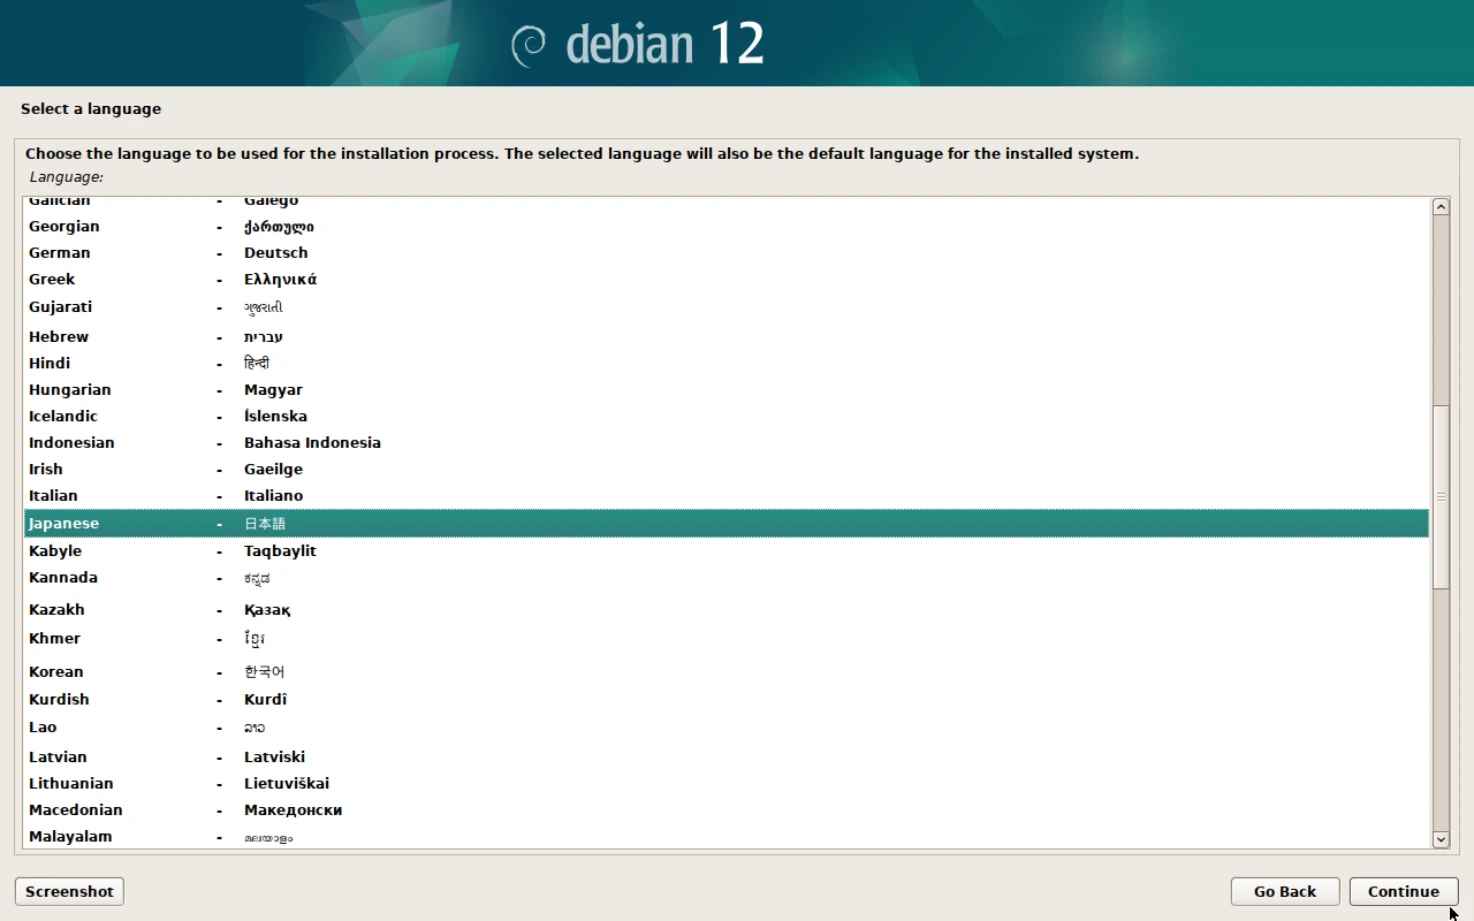 debian 12
Select a language
Choose the language to be used for the installation process. The selected language will also be the default language for the installed system.
Language:
Galician - Galego
Georgian - ქართული
German - Deutsch
Greek - Ελληνικά
Gujarati - ગુજરાતી
Hebrew - עברית
Hindi - हिन्दी
Hungarian - Magyar
Icelandic - Íslenska
Indonesian - Bahasa Indonesia
Irish - Gaeilge
Italian - Italiano
Japanese - 日本語
Kabyle - Taqbaylit
Kannada - ಕನ್ನಡ
Kazakh - Қазақ
Khmer - ខ្មែរ
Korean - 한국어
Kurdish - Kurdî
Lao - ລາວ
Latvian - Latviski
Lithuanian - Lietuviškai
Macedonian - Македонски
Malayalam - മലയാളം
Screenshot
Go Back
Continue